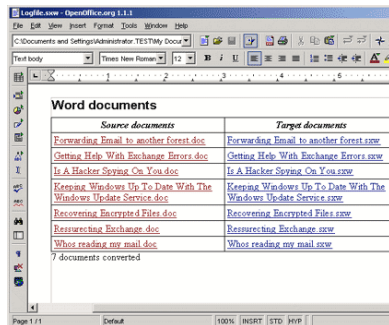 Logfile.sxw - OpenOffice.org 1.1.1
File Edit View Insert Format Tools Window Help
C:\Documents and Settings\Administrator.TEST\My Docur
Text body Times New Roman 12 B i U A
Word documents
Source documents Target documents
Forwarding Email to another forest.doc Forwarding Email to another forest.sxw
Getting Help With Exchange Errors.doc Getting Help With Exchange Errors.sxw
Is A Hacker Spying On You.doc Is A Hacker Spying On You.sxw
Keeping Windows Up To Date With The Keeping Windows Up To Date With The
Windows Update Service.doc Windows Update Service.sxw
Recovering Encrypted Files.doc Recovering Encrypted Files.sxw
Ressurecting Exchange.doc Ressurecting Exchange.sxw
Whos reading my mail.doc Whos reading my mail.sxw
7 documents converted
Page 1 / 1 Default 100% INSRT STD HYP